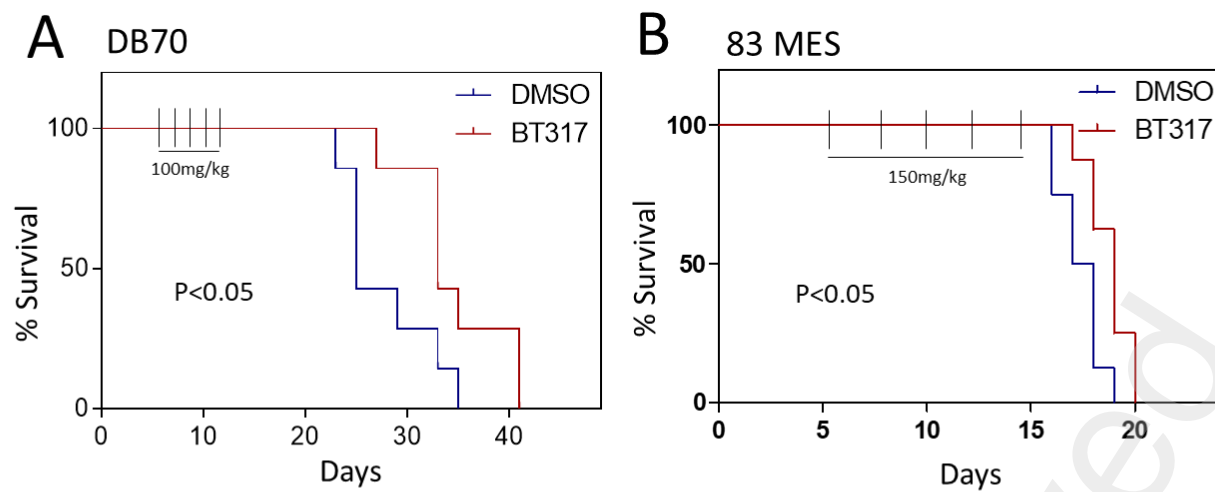 A DB70
DMSO
BT317
100
100mg/kg
50
P<0.05
0
% Survival
0 10 20 30 40
Days
B 83 MES
DMSO
BT317
100
150mg/kg
50
P<0.05
0
% Survival
0 5 10 15 20
Days